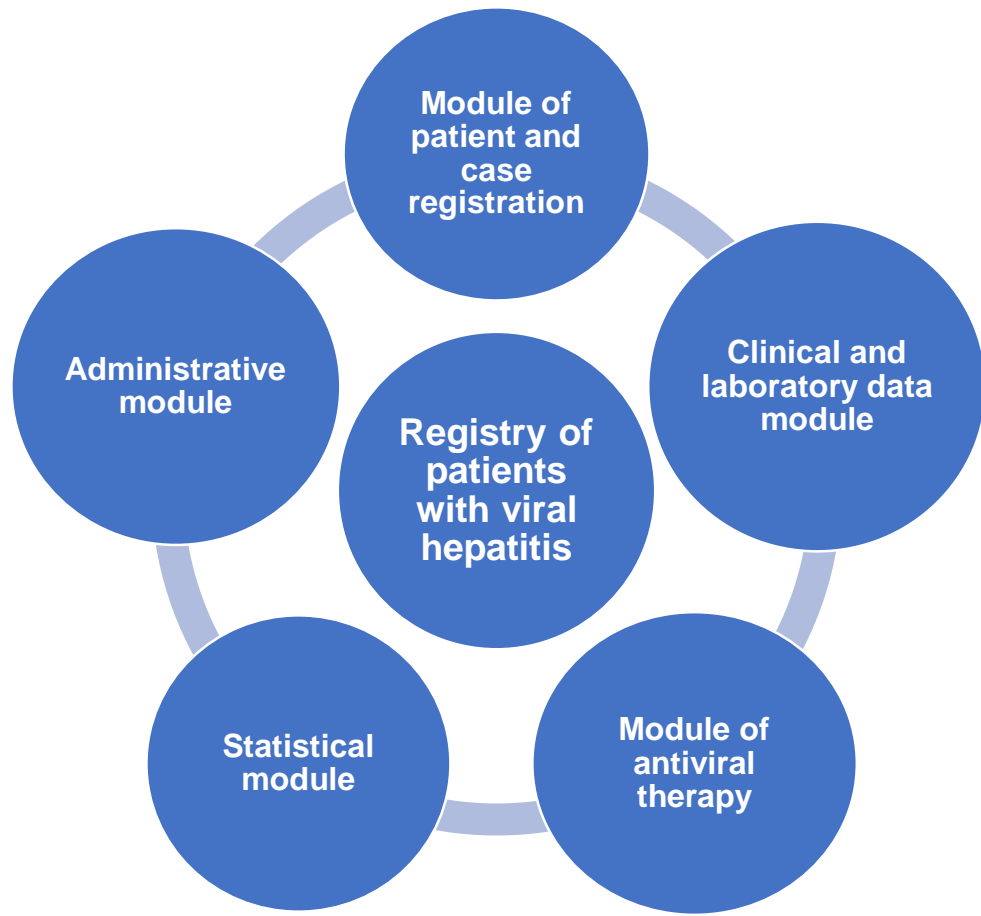 Module of
patient and
case
registration
Clinical and
laboratory data
module
Module of
antiviral
therapy
Statistical
module
Administrative
module
Registry of
patients
with viral
hepatitis